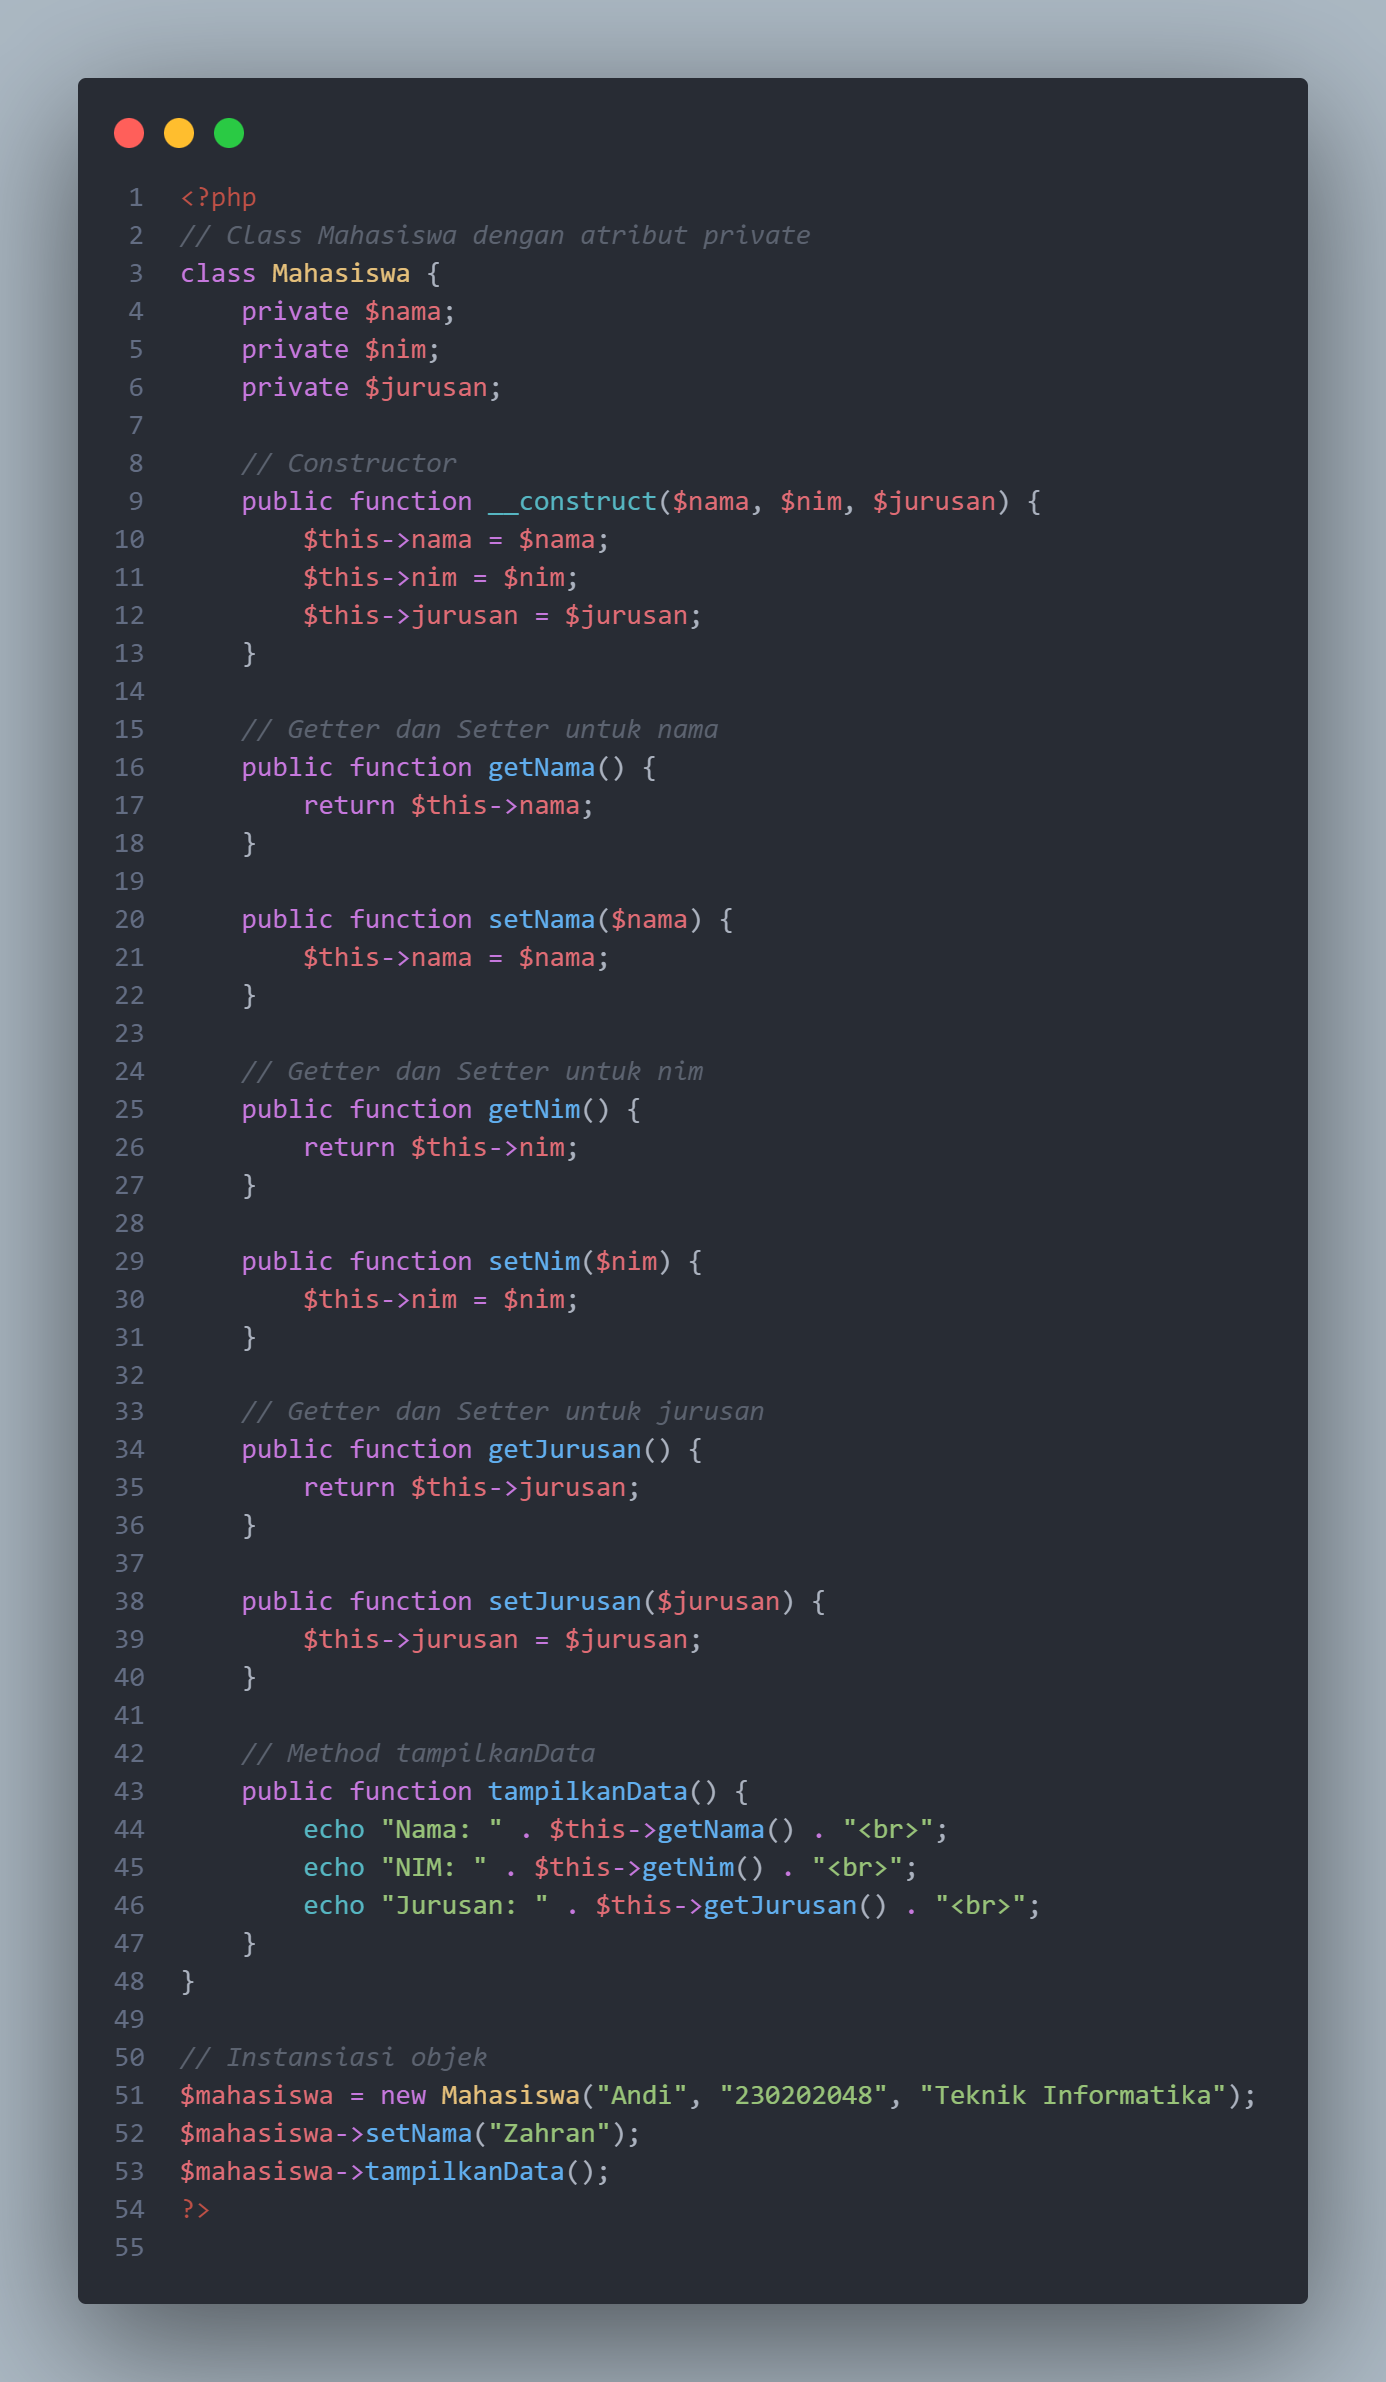 1 <?php
2 // Class Mahasiswa dengan atribut private
3 class Mahasiswa {
4     private $nama;
5     private $nim;
6     private $jurusan;
7
8     // Constructor
9     public function __construct($nama, $nim, $jurusan) {
10         $this->nama = $nama;
11         $this->nim = $nim;
12         $this->jurusan = $jurusan;
13     }
14
15     // Getter dan Setter untuk nama
16     public function getNama() {
17         return $this->nama;
18     }
19
20     public function setNama($nama) {
21         $this->nama = $nama;
22     }
23
24     // Getter dan Setter untuk nim
25     public function getNim() {
26         return $this->nim;
27     }
28
29     public function setNim($nim) {
30         $this->nim = $nim;
31     }
32
33     // Getter dan Setter untuk jurusan
34     public function getJurusan() {
35         return $this->jurusan;
36     }
37
38     public function setJurusan($jurusan) {
39         $this->jurusan = $jurusan;
40     }
41
42     // Method tampilkanData
43     public function tampilkanData() {
44         echo "Nama: " . $this->getNama() . "<br>";
45         echo "NIM: " . $this->getNim() . "<br>";
46         echo "Jurusan: " . $this->getJurusan() . "<br>";
47     }
48 }
49
50 // Instansiasi objek
51 $mahasiswa = new Mahasiswa("Andi", "230202048", "Teknik Informatika");
52 $mahasiswa->setNama("Zahran");
53 $mahasiswa->tampilkanData();
54 ?>
55